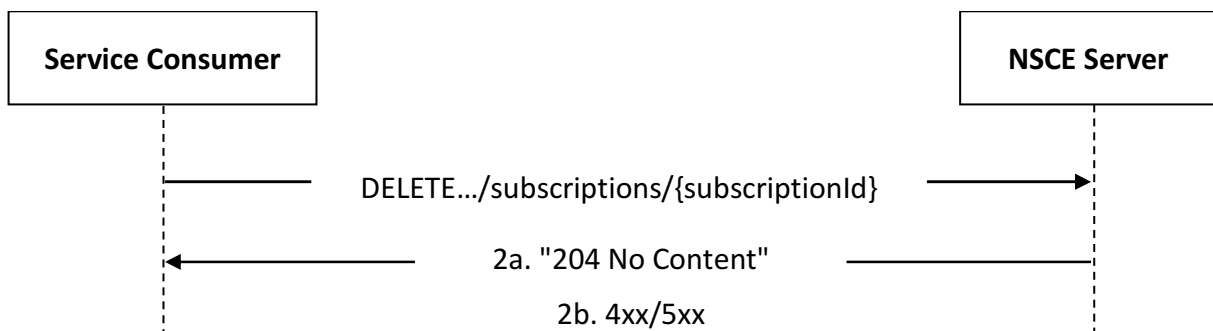 Service Consumer
NSCE Server
DELETE.../subscriptions/{subscriptionId}
2a. "204 No Content"
2b. 4xx/5xx